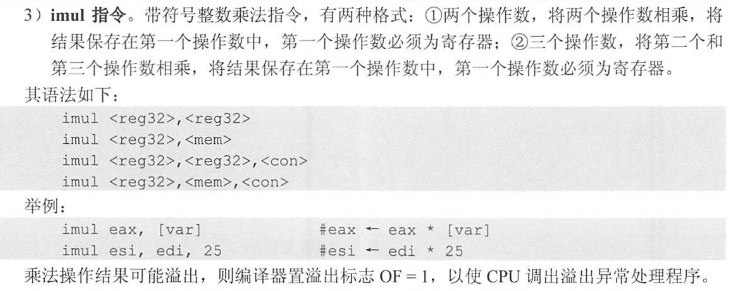 3）imul 指令。带符号整数乘法指令，有两种格式：①两个操作数，将两个操作数相乘，将
结果保存在第一个操作数中，第一个操作数必须为寄存器；②三个操作数，将第二个和
第三个操作数相乘，将结果保存在第一个操作数中，第一个操作数必须为寄存器。
其语法如下：
imul <reg32>,<reg32>
imul <reg32>,<mem>
imul <reg32>,<reg32>,<con>
imul <reg32>,<mem>,<con>
举例：
imul eax, [var] #eax ← eax * [var]
imul esi, edi, 25 #esi ← edi * 25
乘法操作结果可能溢出，则编译器置溢出标志 OF = 1，以使 CPU 调出溢出异常处理程序。